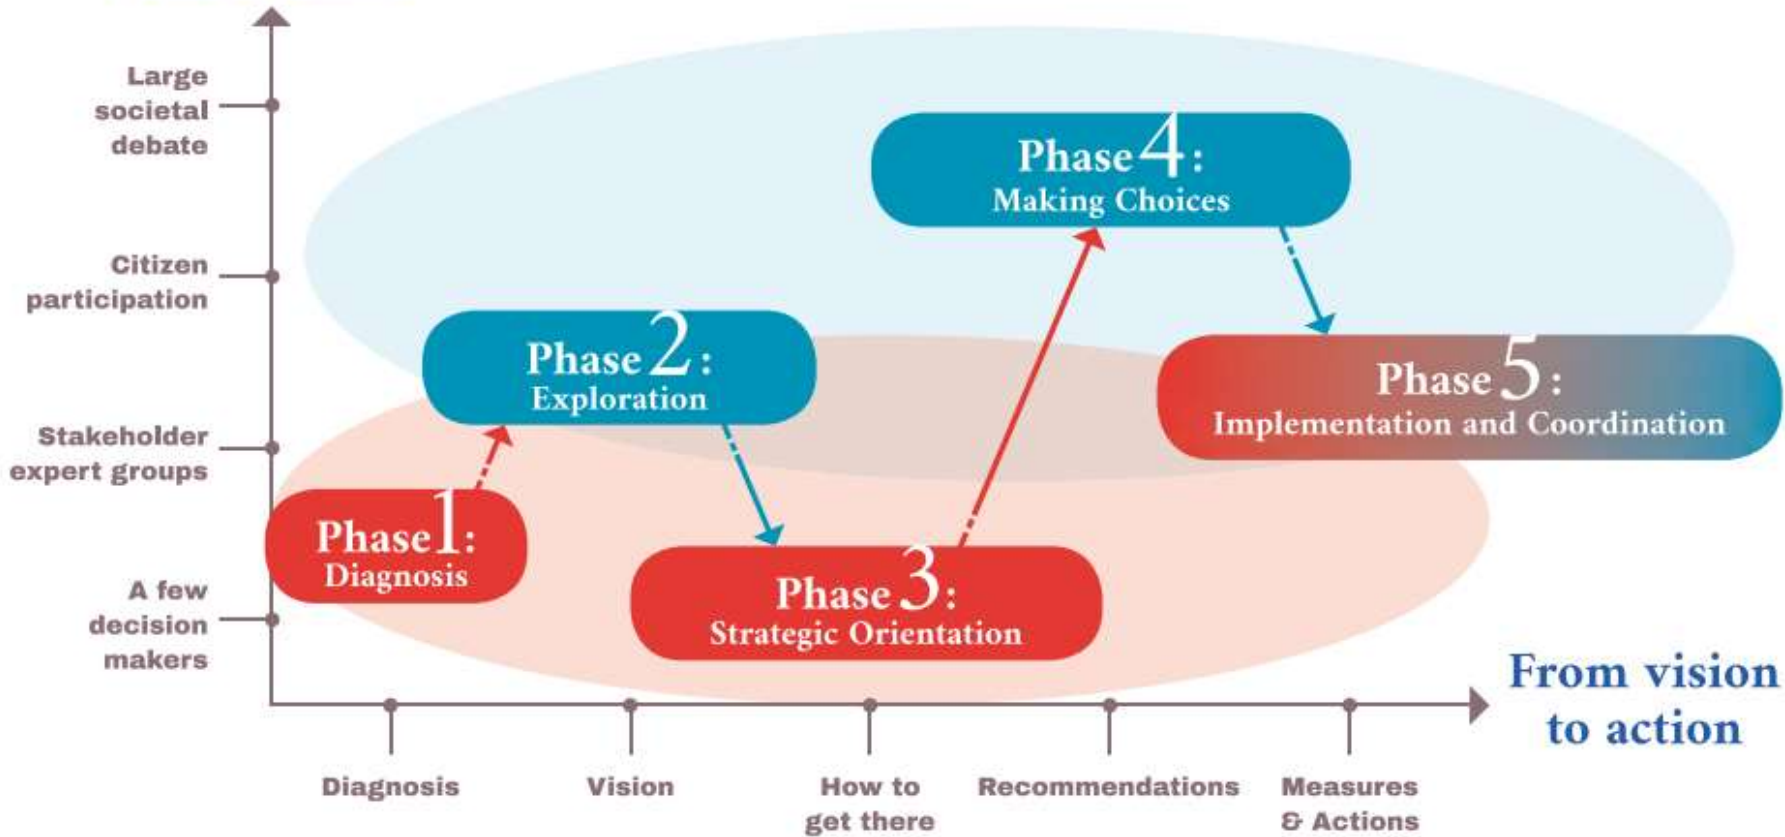 Large
societal
debate
Citizen
participation
Stakeholder
expert groups
A few
decision
makers
Phase 4:
Making Choices
Phase 2:
Exploration
Phase 5:
Implementation and Coordination
Phase 1:
Diagnosis
Phase 3:
Strategic Orientation
From vision
to action
Diagnosis
Vision
How to
get there
Recommendations
Measures
& Actions